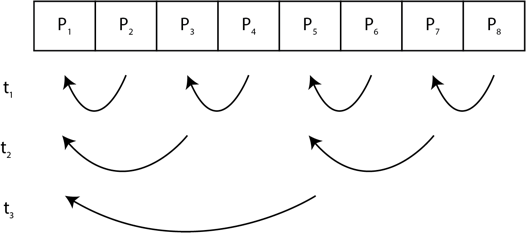 P₁ P₂ P₃ P₄ P₅ P₆ P₇ P₈
t₁
t₂
t₃